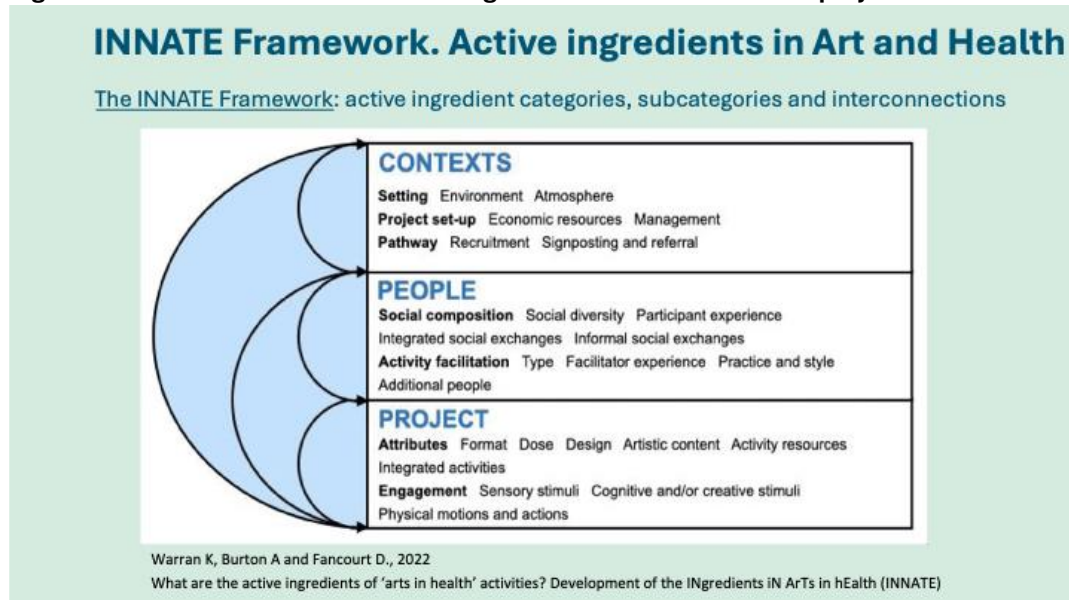 INNATE Framework. Active ingredients in Art and Health
The INNATE Framework: active ingredient categories, subcategories and interconnections
CONTEXTS
Setting Environment Atmosphere
Project set-up Economic resources Management
Pathway Recruitment Signposting and referral
PEOPLE
Social composition Social diversity Participant experience
Integrated social exchanges Informal social exchanges
Activity facilitation Type Facilitator experience Practice and style
Additional people
PROJECT
Attributes Format Dose Design Artistic content Activity resources
Integrated activities
Engagement Sensory stimuli Cognitive and/or creative stimuli
Physical motions and actions
Warran K, Burton A and Fancourt D., 2022
What are the active ingredients of ‘arts in health’ activities? Development of the INgredients iN ArTs in hEalth (INNATE)